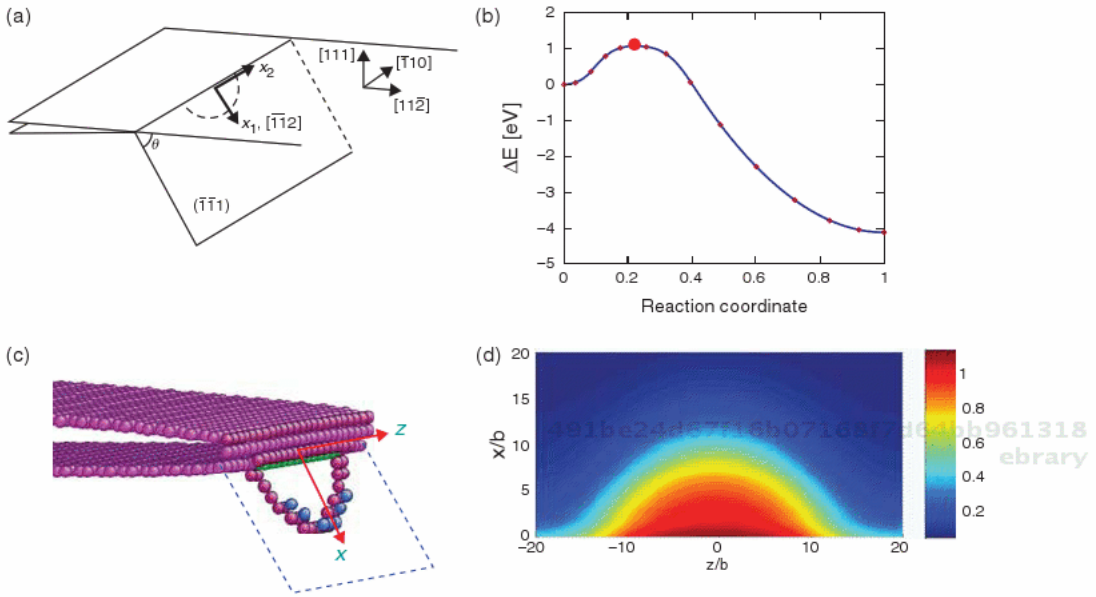 (a)
[111]
[1̅10]
[112̅]
x₂
x₁, [1̅1̅2]
θ
(1̅1̅1)
(b)
2
1
0
−1
−2
−3
−4
−5
ΔE [eV]
0 0.2 0.4 0.6 0.8 1
Reaction coordinate
(c)
z
x
(d)
20
15
10
5
0
x/b
−20 −10 0 10 20
z/b
1
0.8
0.6
0.4
0.2
ebrary